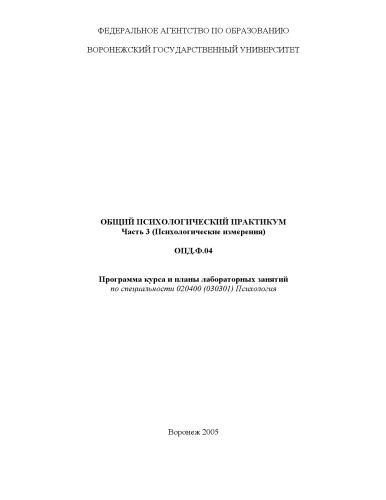 ФЕДЕРАЛЬНОЕ АГЕНТСТВО ПО ОБРАЗОВАНИЮ
ВОРОНЕЖСКИЙ ГОСУДАРСТВЕННЫЙ УНИВЕРСИТЕТ
ОБЩИЙ ПСИХОЛОГИЧЕСКИЙ ПРАКТИКУМ
Часть 3 (Психологические измерения)
ОПД.Ф.04
Программа курса и планы лабораторных занятий
по специальности 020400 (030301) Психология
Воронеж 2005